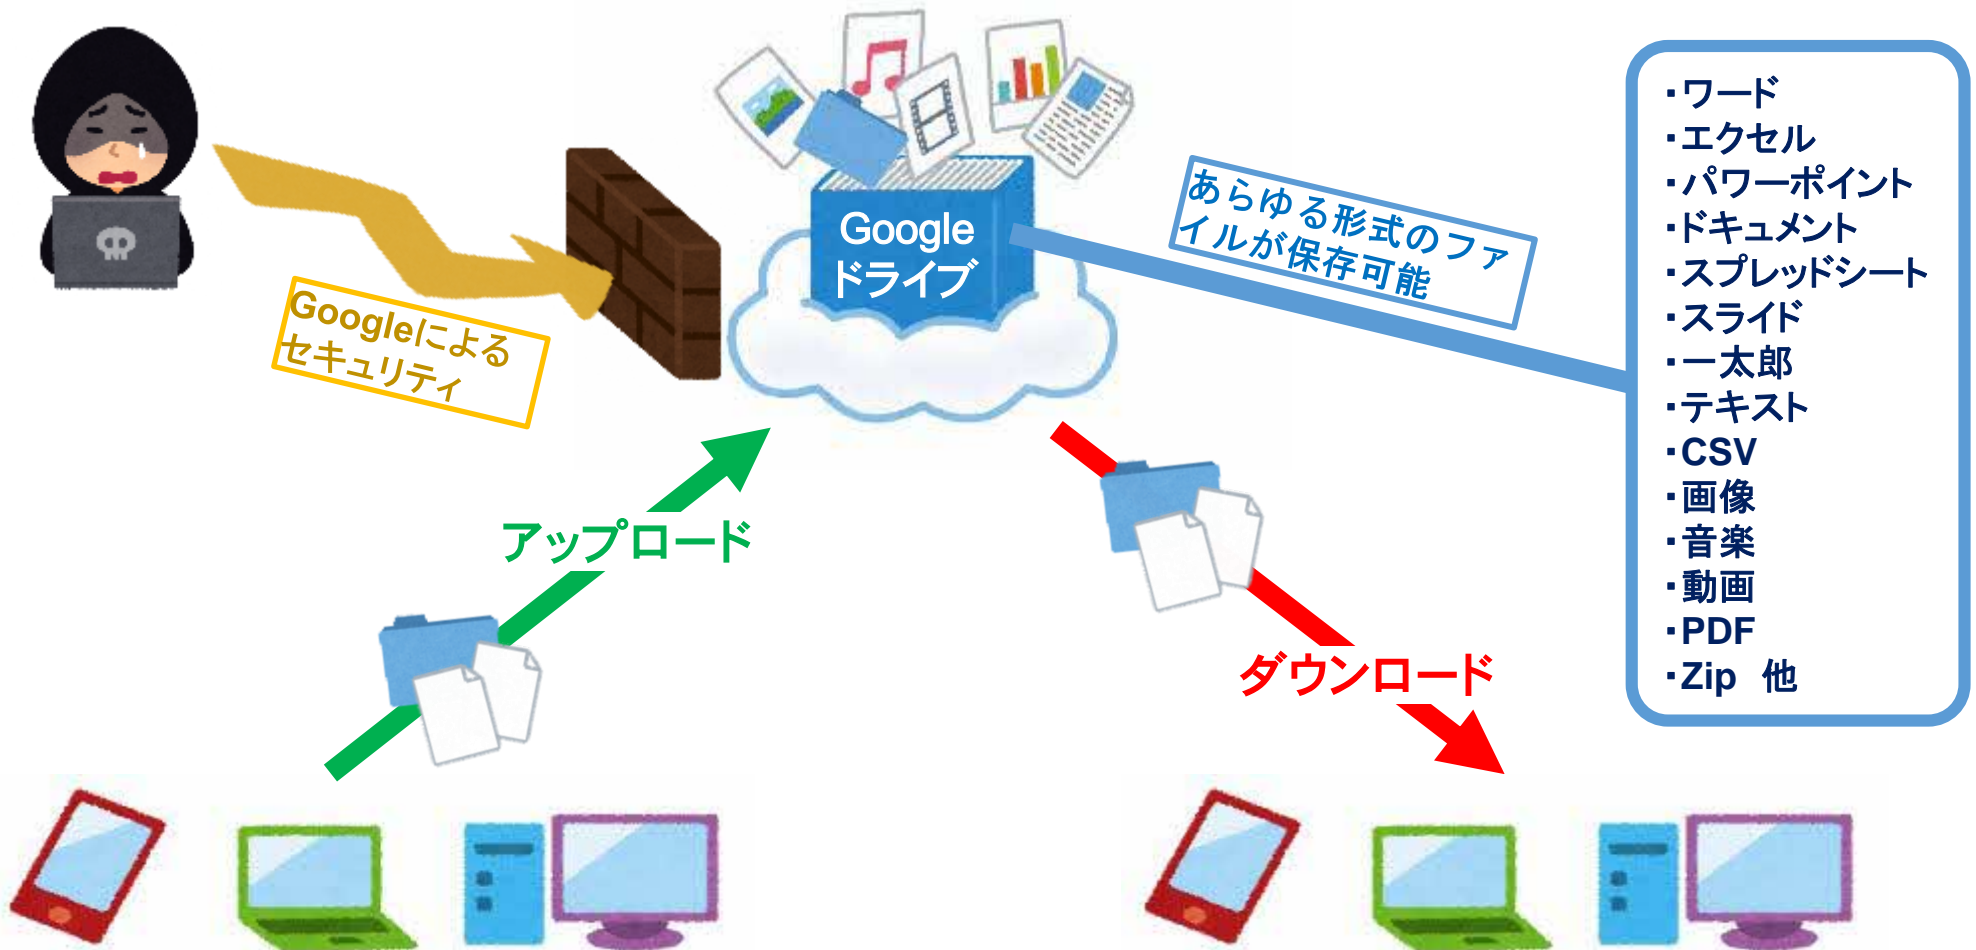 Google
ドライブ
Googleによる
セキュリティ
あらゆる形式のファ
イルが保存可能
・ワード
・エクセル
・パワーポイント
・ドキュメント
・スプレッドシート
・スライド
・一太郎
・テキスト
・CSV
・画像
・音楽
・動画
・PDF
・Zip　他
アップロード
ダウンロード